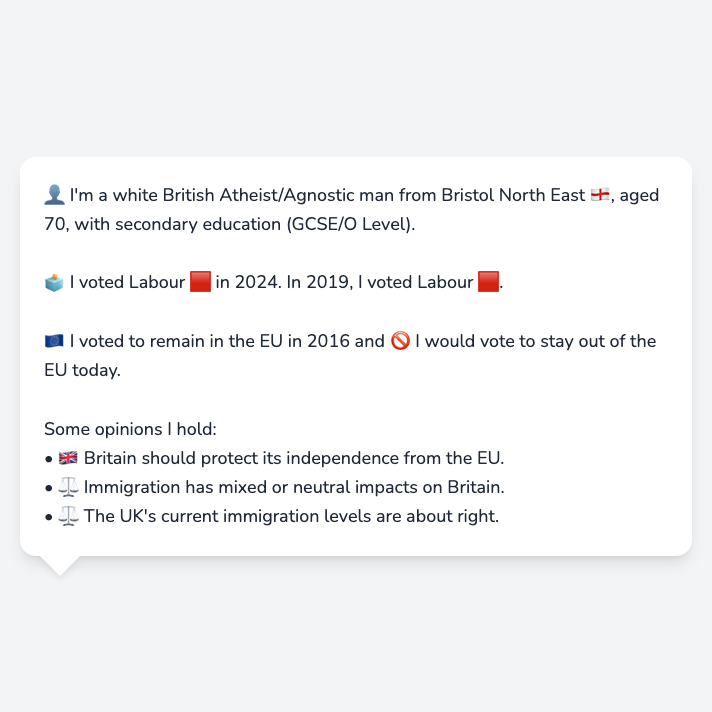 👤 I'm a white British Atheist/Agnostic man from Bristol North East 🏴󠁧󠁢󠁥󠁮󠁧󠁿, aged
70, with secondary education (GCSE/O Level).
🗳️ I voted Labour 🟥 in 2024. In 2019, I voted Labour 🟥.
🇪🇺 I voted to remain in the EU in 2016 and 🚫 I would vote to stay out of the
EU today.
Some opinions I hold:
• 🇬🇧 Britain should protect its independence from the EU.
• ⚖️ Immigration has mixed or neutral impacts on Britain.
• ⚖️ The UK's current immigration levels are about right.